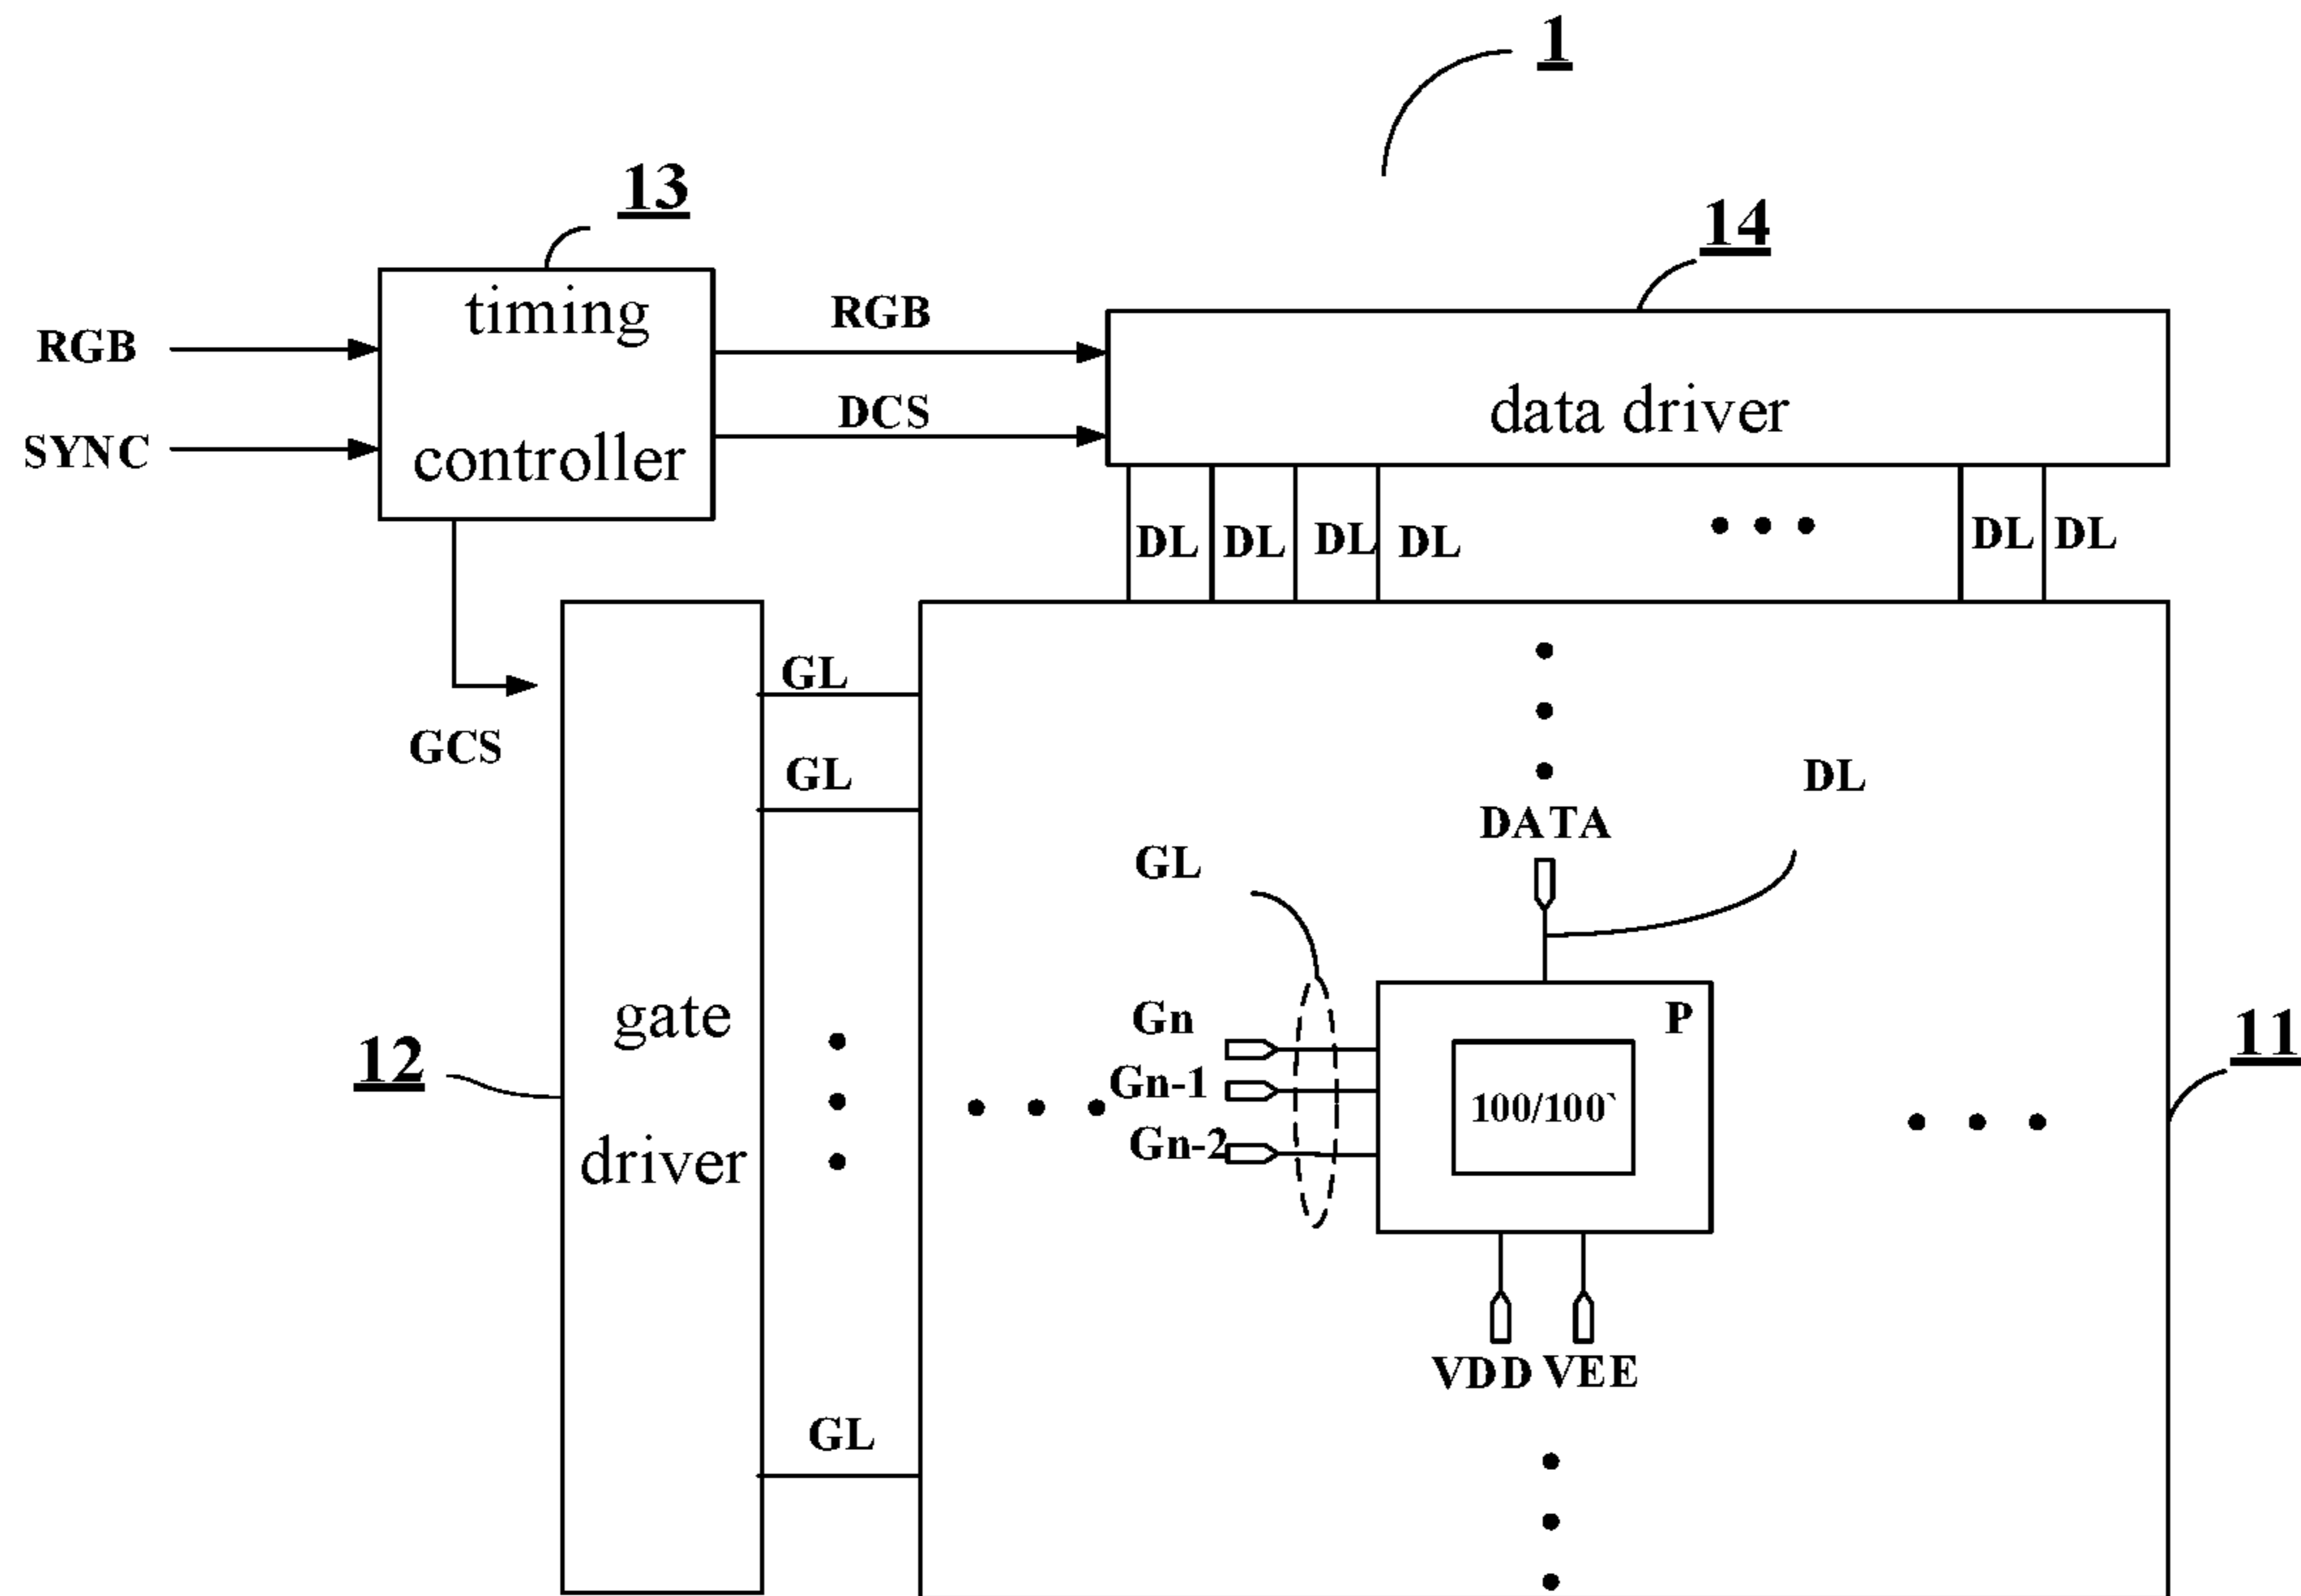 1
13
14
timing
controller
RGB
SYNC
RGB
DCS
data driver
DL DL DL DL DL DL
GCS
GL
GL
GL
gate
driver
12
DATA
DL
GL
Gn
Gn-1
Gn-2
P
100/100`
11
VDD VEE